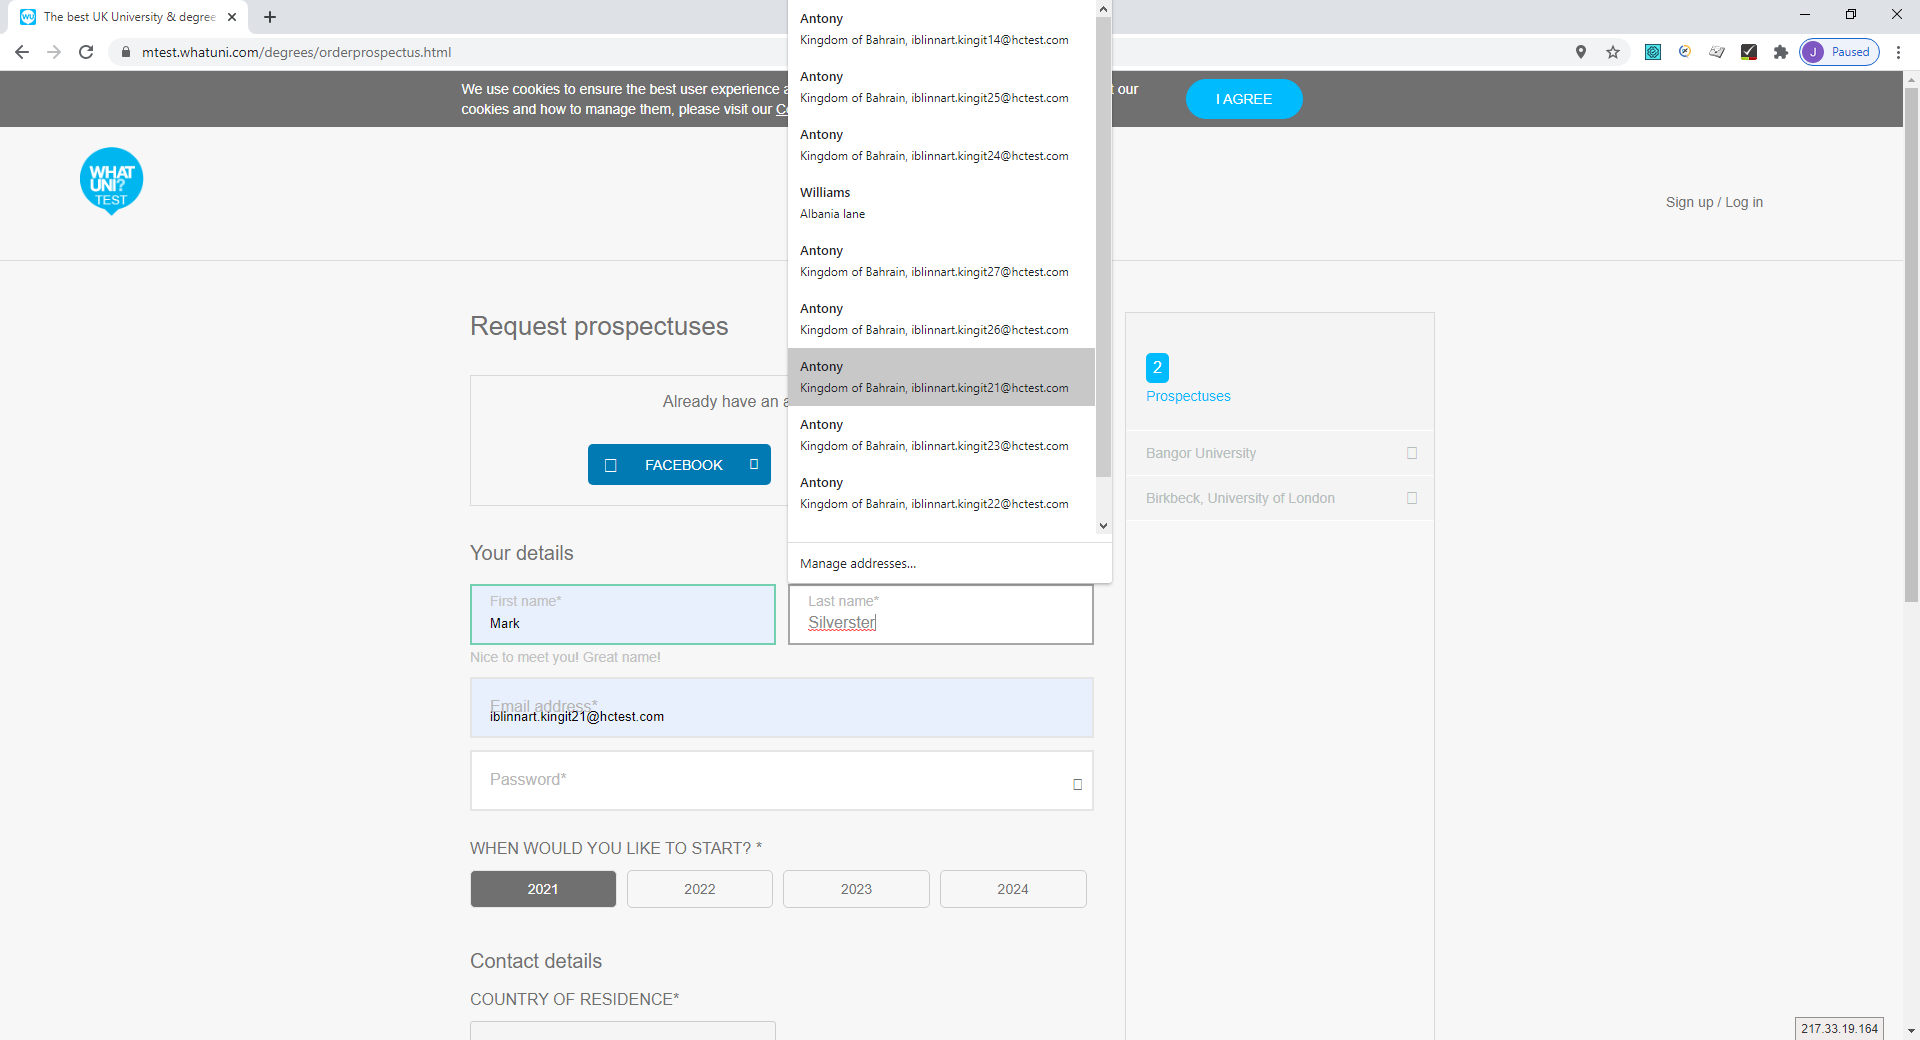 The best UK University & degree
mtest.whatuni.com/degrees/orderprospectus.html
J Paused
We use cookies to ensure the best user experience a
t our
cookies and how to manage them, please visit our C
I AGREE
WHAT
UNI?
TEST
Sign up / Log in
Antony
Kingdom of Bahrain, iblinnart.kingit14@hctest.com
Antony
Kingdom of Bahrain, iblinnart.kingit25@hctest.com
Antony
Kingdom of Bahrain, iblinnart.kingit24@hctest.com
Williams
Albania lane
Antony
Kingdom of Bahrain, iblinnart.kingit27@hctest.com
Antony
Kingdom of Bahrain, iblinnart.kingit26@hctest.com
Antony
Kingdom of Bahrain, iblinnart.kingit21@hctest.com
Antony
Kingdom of Bahrain, iblinnart.kingit23@hctest.com
Antony
Kingdom of Bahrain, iblinnart.kingit22@hctest.com
Manage addresses...
Request prospectuses
Already have an a
FACEBOOK
2
Prospectuses
Bangor University
Birkbeck, University of London
Your details
First name*
Mark
Last name*
Silverster
Nice to meet you! Great name!
Email address*
iblinnart.kingit21@hctest.com
Password*
WHEN WOULD YOU LIKE TO START? *
2021
2022
2023
2024
Contact details
COUNTRY OF RESIDENCE*
217.33.19.164